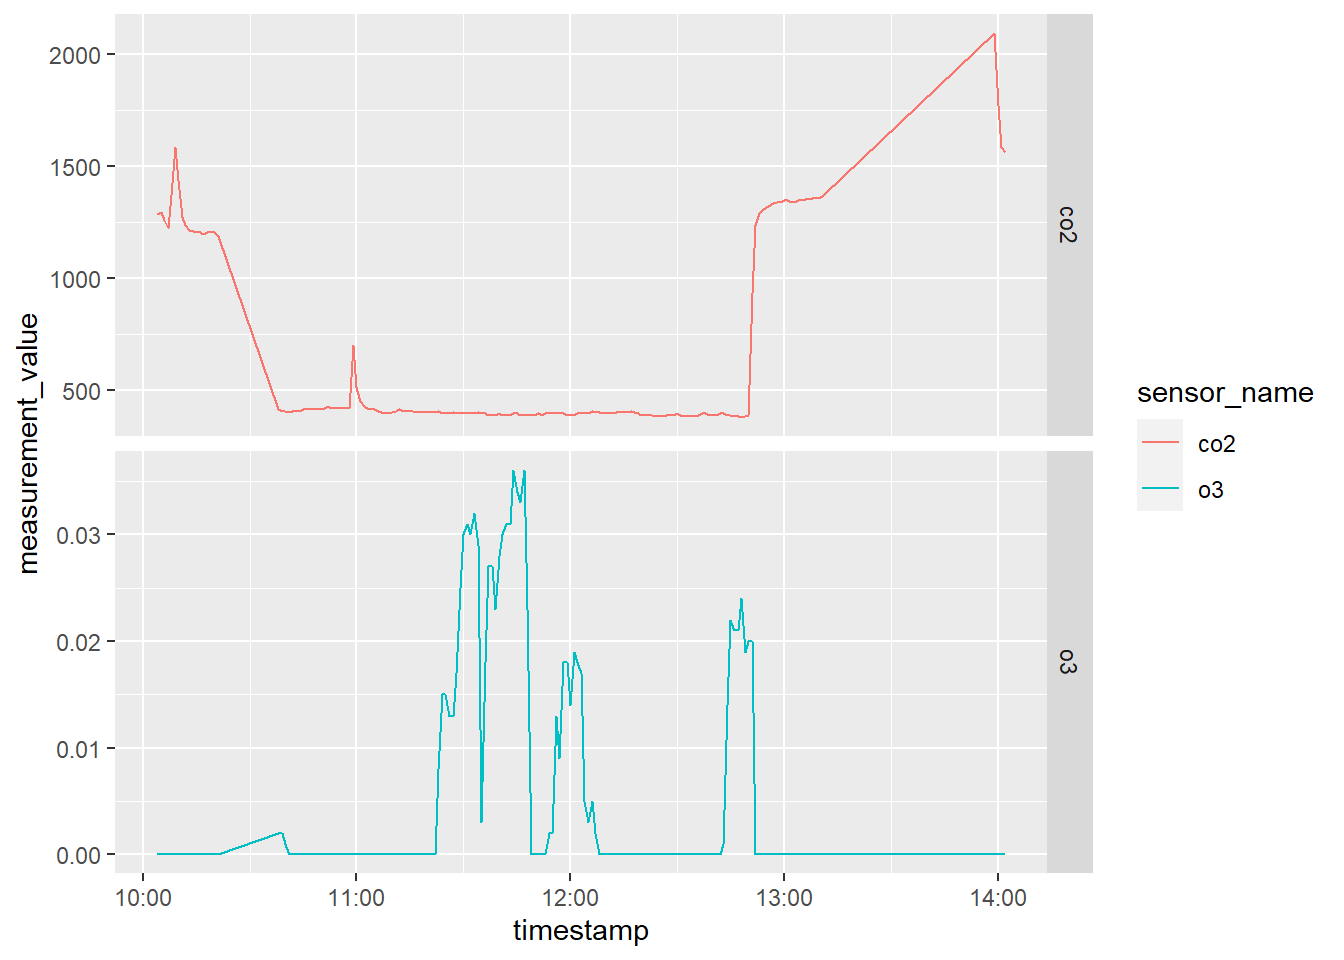 measurement_value
2000
1500
1000
500
co2
0.03
0.02
0.01
0.00
o3
10:00 11:00 12:00 13:00 14:00
timestamp
sensor_name
co2
o3